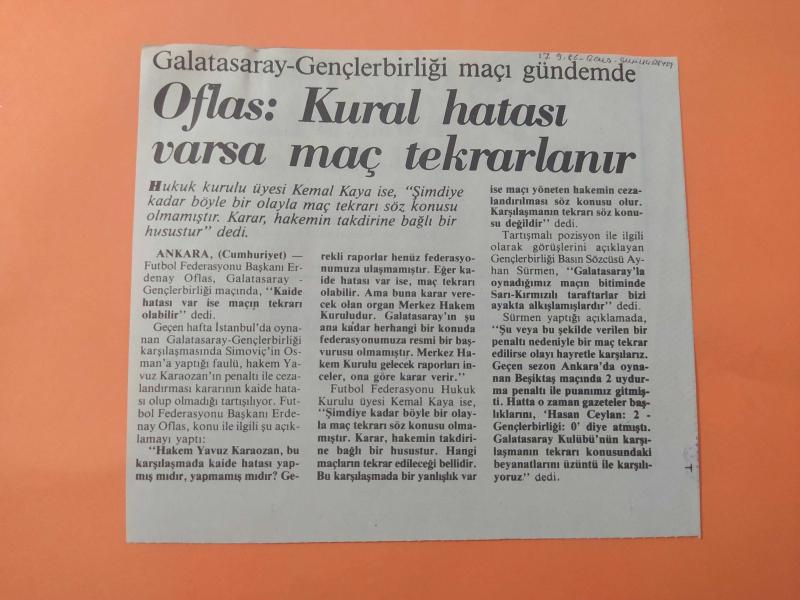 Galatasaray-Gençlerbirliği maçı gündemde
Oflas: Kural hatası
varsa maç tekrarlanır
Hukuk kurulu üyesi Kemal Kaya ise, "Şimdiye
kadar böyle bir olayla maç tekrarı söz konusu
olmamıştır. Karar, hakemin takdirine bağlı bir
husustur" dedi.
ANKARA, (Cumhuriyet) —
Futbol Federasyonu Başkanı Er-
denay Oflas, Galatasaray -
Gençlerbirliği maçında, "Kaide
hatası var ise maçın tekrarı
olabilir" dedi.
Geçen hafta İstanbul'da oyna-
nan Galatasaray-Gençlerbirliği
karşılaşmasında Simoviç'in Os-
man'a yaptığı faulü, hakem Ya-
vuz Karaozan'ın penaltı ile ceza-
landırması kararının kaide hata-
sı olup olmadığı tartışılıyor. Fut-
bol Federasyonu Başkanı Erde-
nay Oflas, konu ile ilgili şu açık-
lamayı yaptı:
"Hakem Yavuz Karaozan, bu
karşılaşmada kaide hatası yap-
mış mıdır, yapmamış mıdır? Ge-
rekli raporlar henüz federasyo-
numuza ulaşmamıştır. Eğer kai-
de hatası var ise, maç tekrarı
olabilir. Ama buna karar vere-
cek olan organ Merkez Hakem
Kuruludur. Galatasaray'ın şu
ana kadar herhangi bir konuda
federasyonumuza resmi bir baş-
vurusu olmamıştır. Merkez Ha-
kem Kurulu gelecek raporları in-
celer, ona göre karar verir."
Futbol Federasyonu Hukuk
Kurulu üyesi Kemal Kaya ise,
"Şimdiye kadar böyle bir olay-
la maç tekrarı söz konusu olma-
mıştır. Karar, hakemin takdiri-
ne bağlı bir husustur. Hangi
maçların tekrar edileceği bellidir.
Bu karşılaşmada bir yanlışlık var
ise maçı yöneten hakemin ceza-
landırılması söz konusu olur.
Karşılaşmanın tekrarı söz konu-
su değildir" dedi.
Tartışmalı pozisyon ile ilgili
olarak görüşlerini açıklayan
Gençlerbirliği Basın Sözcüsü Ay-
han Sürmen, "Galatasaray'la
oynadığımız maçın bitiminde
Sarı-Kırmızılı taraftarlar bizi
ayakta alkışlamışlardır" dedi.
Sürmen yaptığı açıklamada,
"Şu veya bu şekilde verilen bir
penaltı nedeniyle bir maç tekrar
edilirse olayı hayretle karşılarız.
Geçen sezon Ankara'da oyna-
nan Beşiktaş maçında 2 uydur-
ma penaltı ile puanımız gitmiş-
ti. Hatta o zaman gazeteler baş-
lıklarını, 'Hasan Ceylan: 2 -
Gençlerbirliği: 0' diye atmıştı.
Galatasaray Kulübü'nün karşı-
laşmanın tekrarı konusundaki
beyanatlarını üzüntü ile karşılı-
yoruz" dedi.